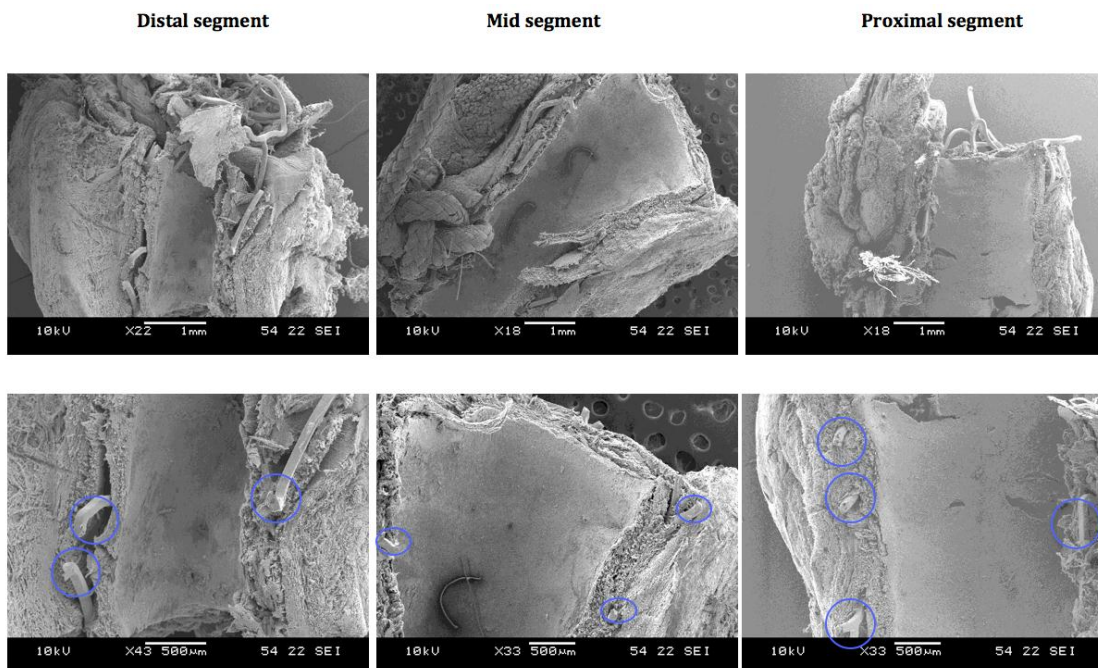 Distal segment
Mid segment
Proximal segment
10kV X22 1mm 54 22 SEI
10kV X18 1mm 54 22 SEI
10kV X18 1mm 54 22 SEI
10kV X43 500µm 54 22 SEI
10kV X33 500µm 54 22 SEI
10kV X33 500µm 54 22 SEI